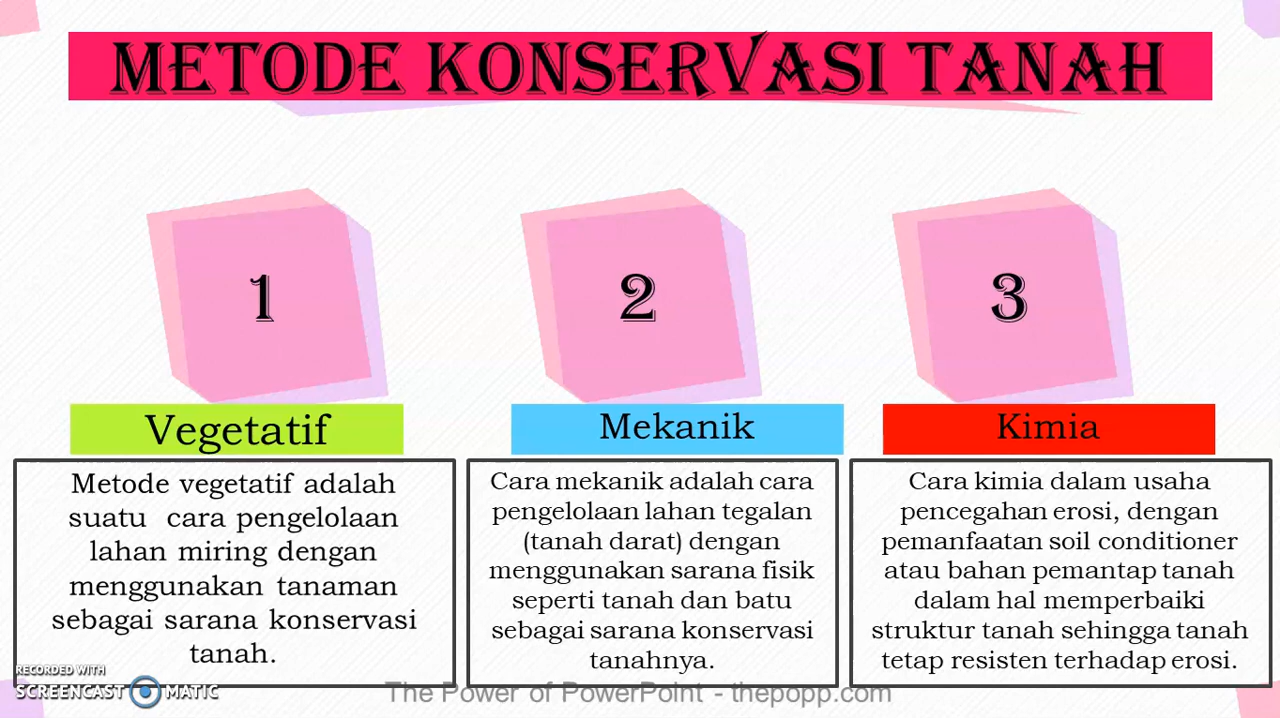 METODE KONSERVASI TANAH
1
2
3
Vegetatif
Mekanik
Kimia
Metode vegetatif adalah
suatu cara pengelolaan
lahan miring dengan
menggunakan tanaman
sebagai sarana konservasi
tanah.
Cara mekanik adalah cara
pengelolaan lahan tegalan
(tanah darat) dengan
menggunakan sarana fisik
seperti tanah dan batu
sebagai sarana konservasi
tanahnya.
Cara kimia dalam usaha
pencegahan erosi, dengan
pemanfaatan soil conditioner
atau bahan pemantap tanah
dalam hal memperbaiki
struktur tanah sehingga tanah
tetap resisten terhadap erosi.
RECORDED WITH
SCREENCAST MATIC
The Power of PowerPoint - thepopp.com